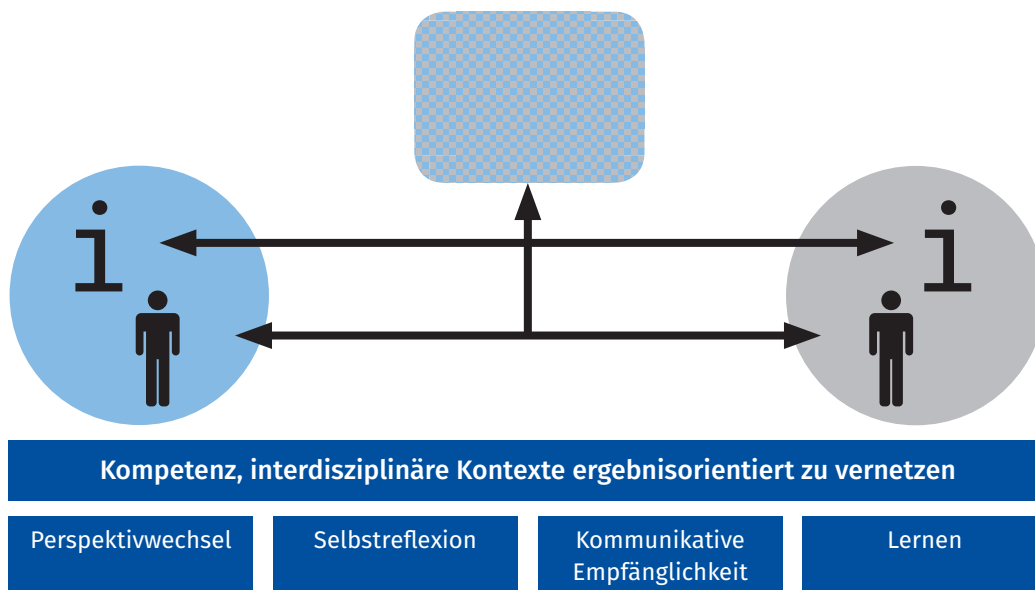 i
i
Kompetenz, interdisziplinäre Kontexte ergebnisorientiert zu vernetzen
Perspektivwechsel
Selbstreflexion
Kommunikative
Empfänglichkeit
Lernen